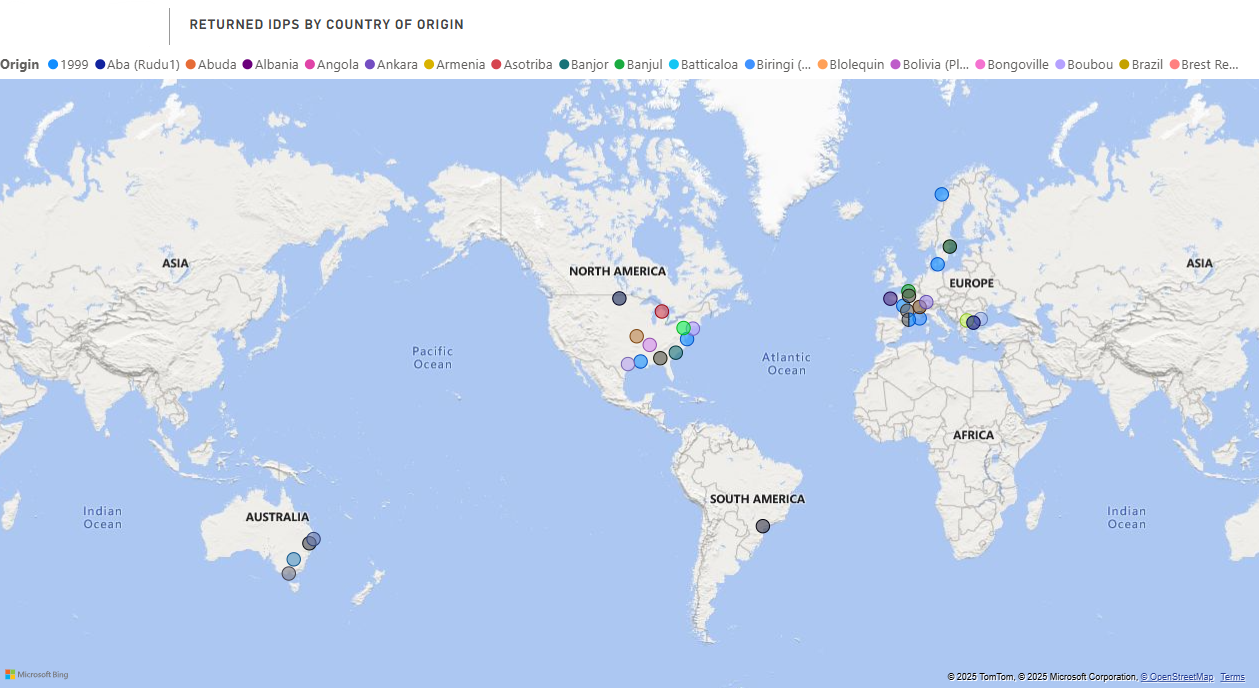 RETURNED IDPS BY COUNTRY OF ORIGIN
Origin 1999 Aba (Rudu1) Abuda Albania Angola Ankara Armenia Asotriba Banjor Banjul Batticaloa Biringi (... Blolequin Bolivia (Pl... Bongoville Boubou Brazil Brest Re...
ASIA
NORTH AMERICA
EUROPE
ASIA
Pacific
Ocean
Atlantic
Ocean
AFRICA
SOUTH AMERICA
Indian
Ocean
AUSTRALIA
Indian
Ocean
Microsoft Bing
© 2025 TomTom, © 2025 Microsoft Corporation, © OpenStreetMap Terms